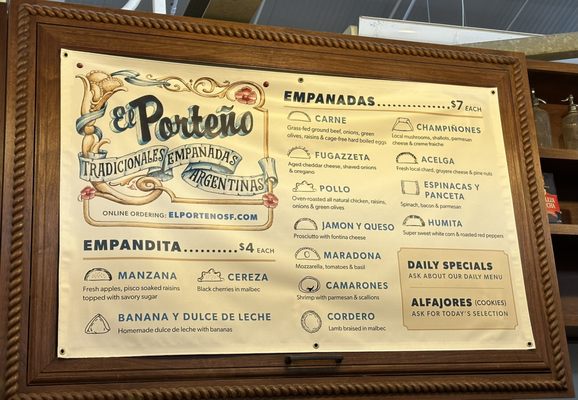 El Porteño
TRADICIONALES EMPANADAS
ARGENTINAS
ONLINE ORDERING: ELPORTENOSF.COM
EMPANDITA..........$4 EACH
MANZANA
Fresh apples, pisco soaked raisins
topped with savory sugar
CEREZA
Black cherries in malbec
BANANA Y DULCE DE LECHE
Homemade dulce de leche with bananas
EMPANADAS..................$7 EACH
CARNE
Grass-fed ground beef, onions, green
olives, raisins & cage-free hard boiled eggs
FUGAZZETA
Aged cheddar cheese, shaved onions
& oregano
POLLO
Oven-roasted all natural chicken, raisins,
onions & green olives
JAMON Y QUESO
Prosciutto with fontina cheese
MARADONA
Mozzarella, tomatoes & basil
CAMARONES
Shrimp with parmesan & scallions
CORDERO
Lamb braised in malbec
CHAMPIÑONES
Local mushrooms, shallots, parmesan
cheese & creme fraiche
ACELGA
Fresh local chard, gruyere cheese & pine nuts
ESPINACAS Y
PANCETA
Spinach, bacon & parmesan
HUMITA
Super sweet white corn & roasted red peppers
DAILY SPECIALS
ASK ABOUT OUR DAILY MENU
ALFAJORES (COOKIES)
ASK FOR TODAY'S SELECTION